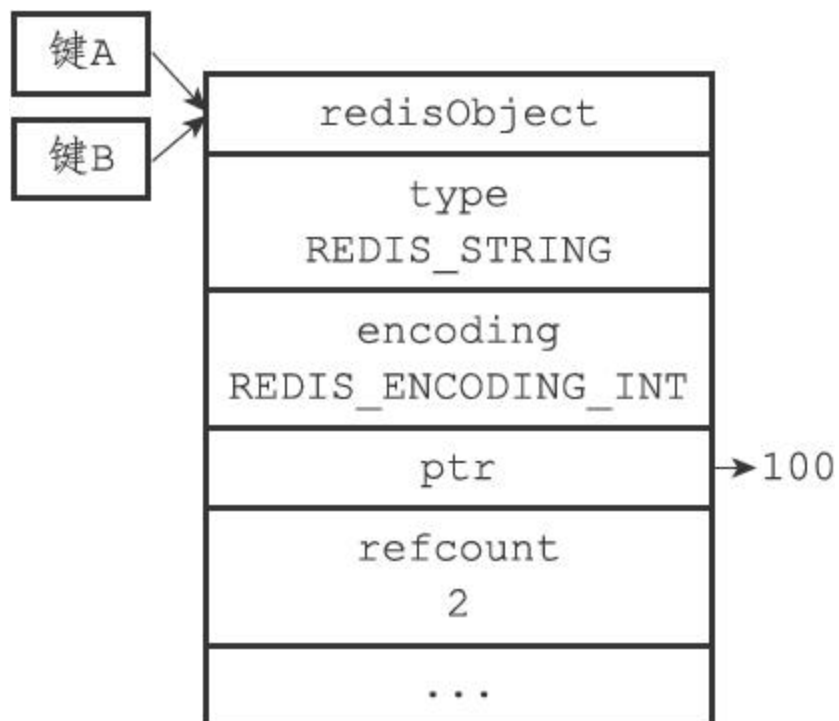 键A
键B
redisObject
type
REDIS_STRING
encoding
REDIS_ENCODING_INT
ptr
100
refcount
2
...